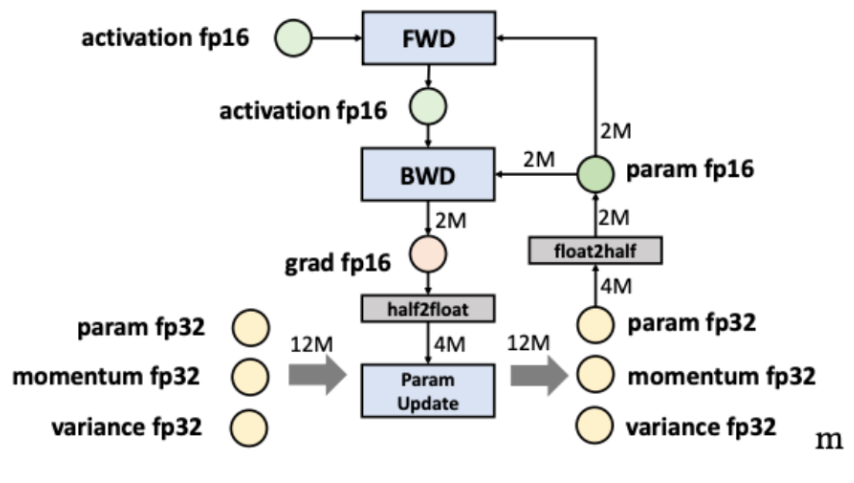 activation fp16
FWD
activation fp16
2M
BWD
2M
param fp16
2M
2M
grad fp16
float2half
half2float
4M
param fp32
12M
4M
12M
param fp32
momentum fp32
Param
Update
momentum fp32
variance fp32
variance fp32
m